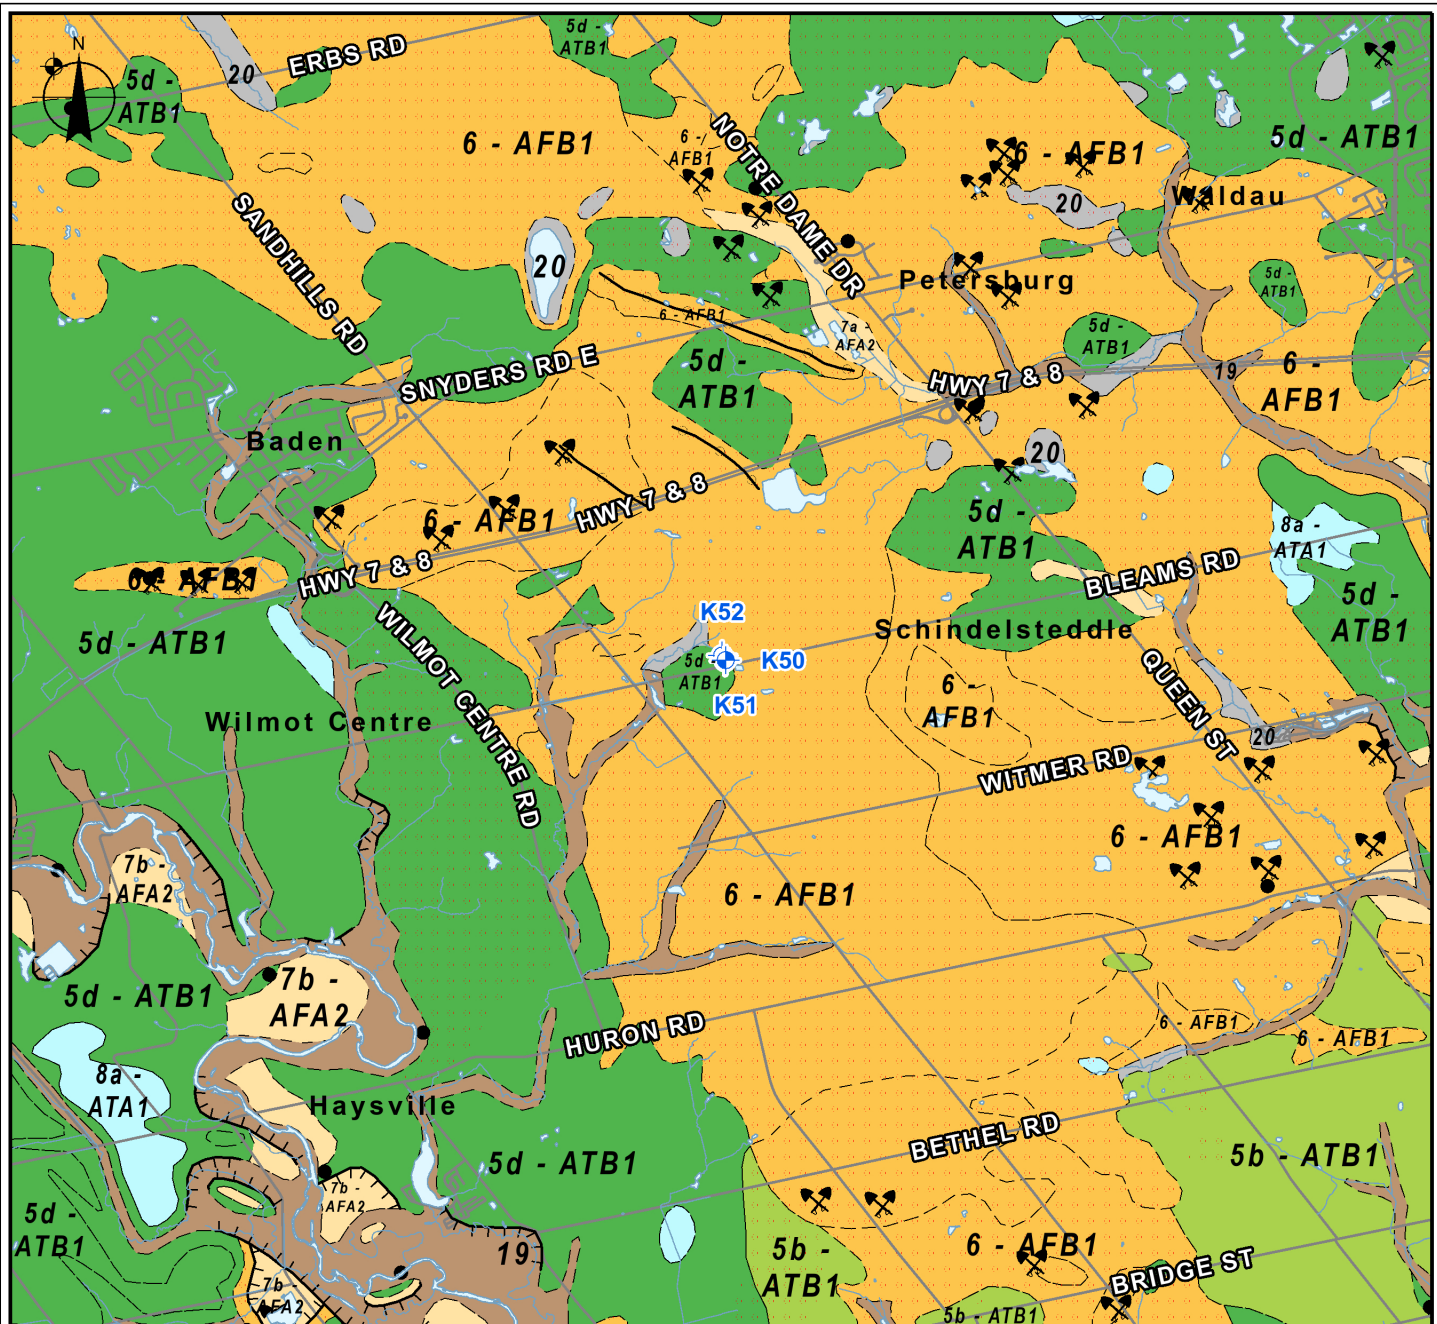 N
5d -
ATB1
20
ERBS RD
5d -
ATB1
6 - AFB1
6 -
AFB1
NOTRE DAME DR
6 - AFB1
5d - ATB1
Waldau
20
SANDHILLS RD
20
Petersburg
5d -
ATB1
6 - AFB1
7a -
AFA2
5d -
ATB1
SNYDERS RD E
5d -
ATB1
HWY 7 & 8
19
6 -
AFB1
Baden
20
6 - AFB1
HWY 7 & 8
5d -
ATB1
8a -
ATA1
6 - AFB1
HWY 7 & 8
BLEAMS RD
5d -
ATB1
5d - ATB1
WILMOT CENTRE RD
K52
Schindelsteddle
5d -
ATB1
K50
K51
QUEEN ST
6 -
AFB1
Wilmot Centre
20
WITMER RD
6 - AFB1
7b -
AFA2
6 - AFB1
5d - ATB1
7b -
AFA2
HURON RD
6 - AFB1
6 - AFB1
8a -
ATA1
Haysville
BETHEL RD
5d - ATB1
5b - ATB1
7b -
AFA2
5d -
ATB1
19
5b -
ATB1
6 - AFB1
BRIDGE ST
7b -
AFA2
5b - ATB1